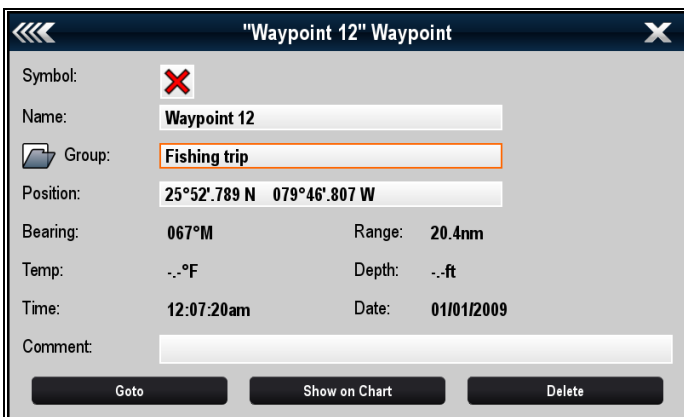 "Waypoint 12" Waypoint
Symbol:
Name: Waypoint 12
Group: Fishing trip
Position: 25°52'.789 N 079°46'.807 W
Bearing: 067°M Range: 20.4nm
Temp: -.-°F Depth: -.-ft
Time: 12:07:20am Date: 01/01/2009
Comment:
Goto Show on Chart Delete